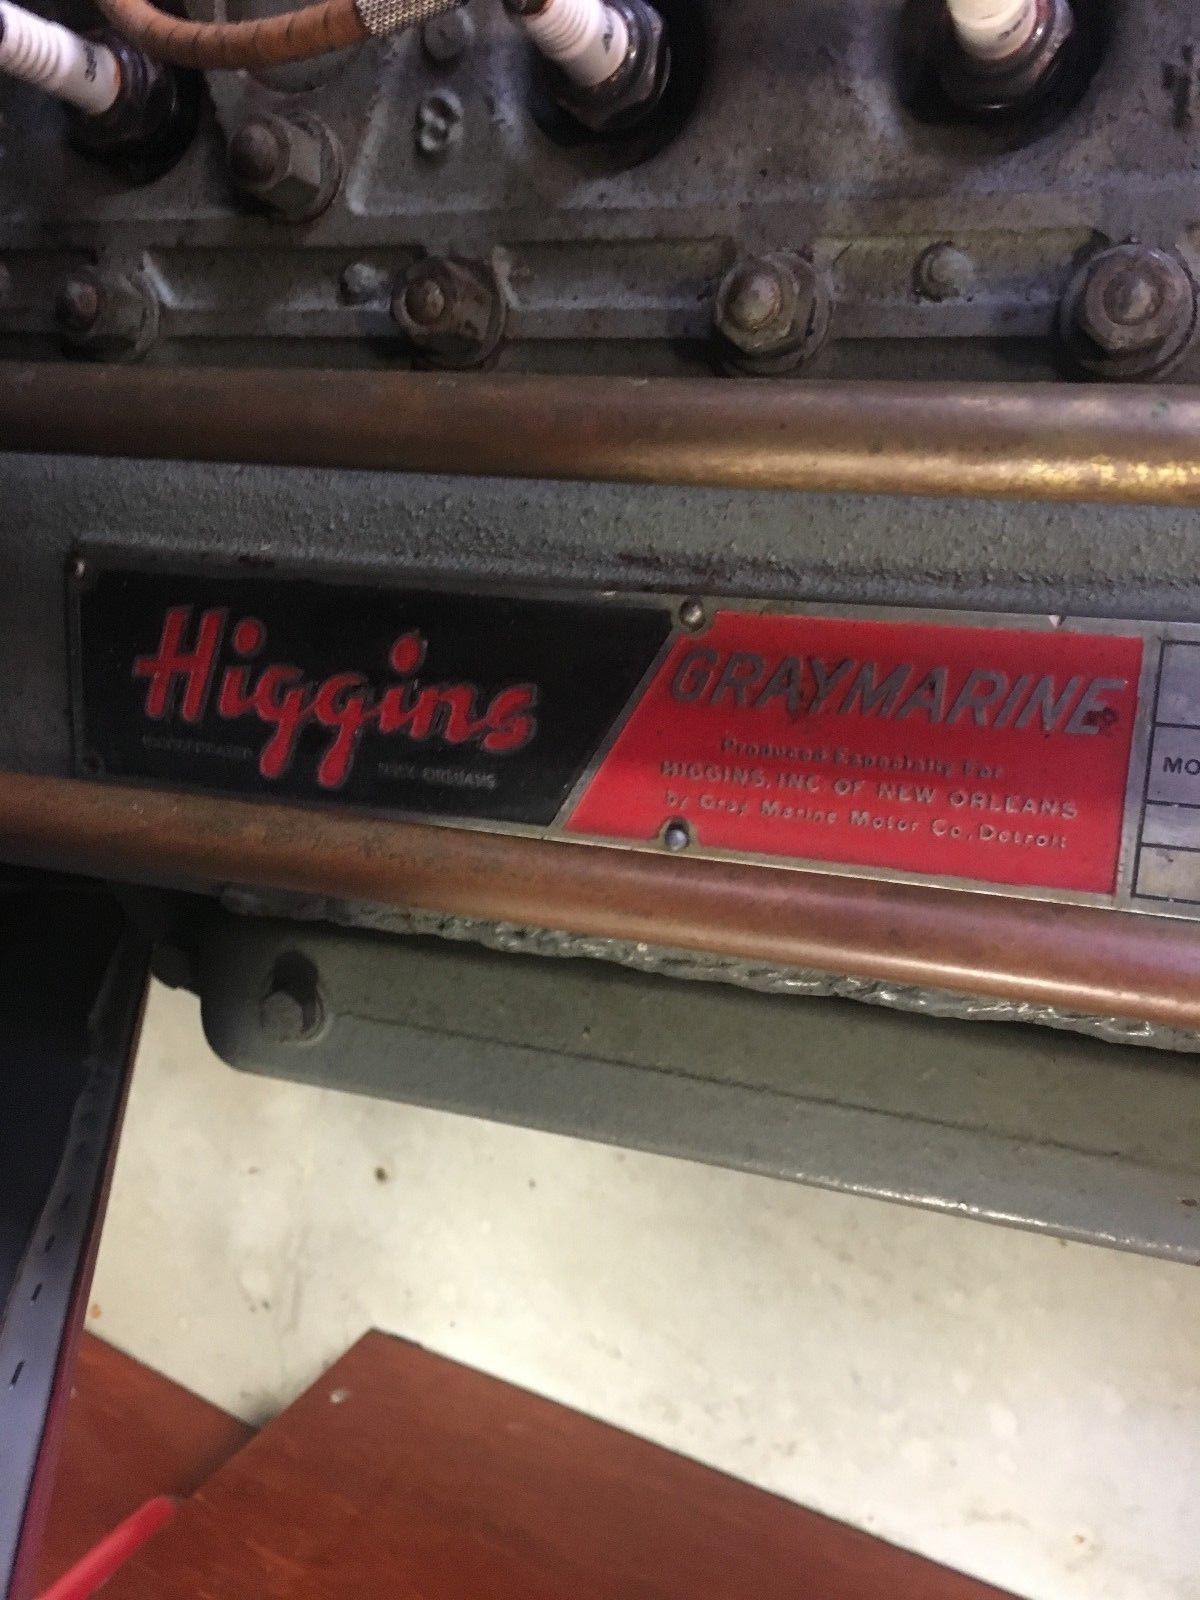 Higgins
INCORPORATED
NEW ORLEANS
GRAYMARINE
Produced Especially For
HIGGINS, INC OF NEW ORLEANS
by Gray Marine Motor Co., Detroit
MO
8